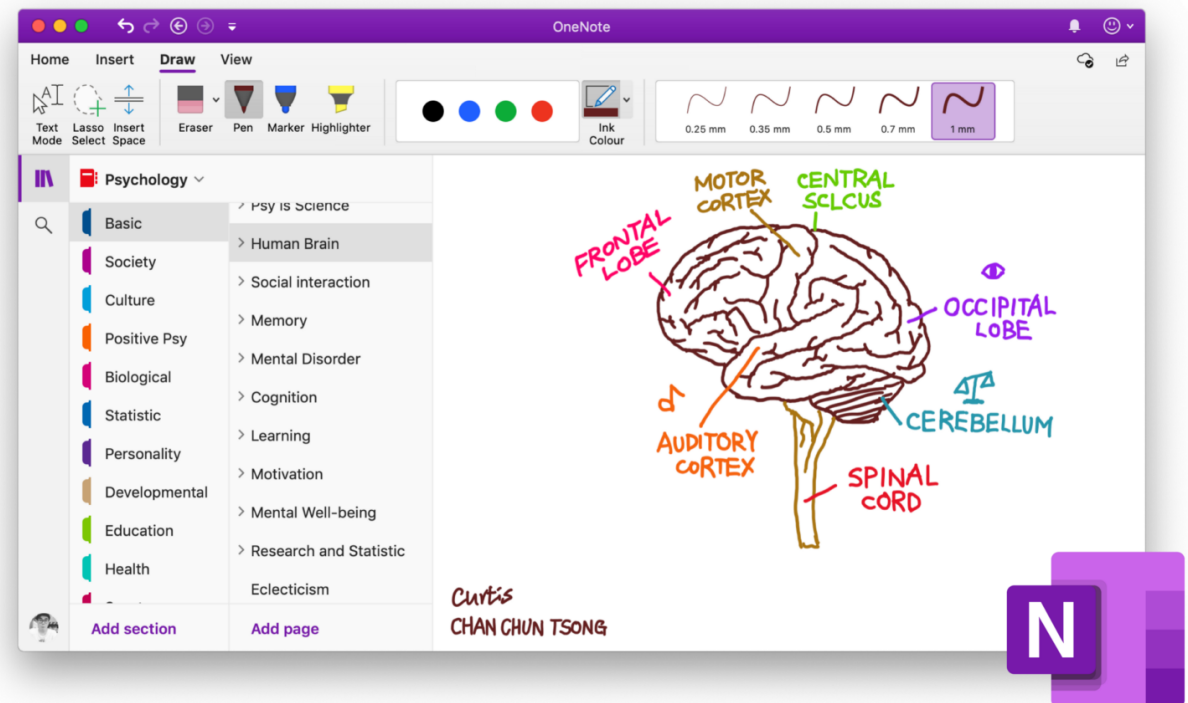 OneNote
Home Insert Draw View
Text Mode
Lasso Select
Insert Space
Eraser
Pen
Marker
Highlighter
Ink Colour
0.25 mm
0.35 mm
0.5 mm
0.7 mm
1 mm
Psychology
Basic
Society
Culture
Positive Psy
Biological
Statistic
Personality
Developmental
Education
Health
Add section
Psy is Science
Human Brain
Social interaction
Memory
Mental Disorder
Cognition
Learning
Motivation
Mental Well-being
Research and Statistic
Eclecticism
Add page
MOTOR
CORTEX
CENTRAL
SCLCUS
FRONTAL
LOBE
OCCIPITAL
LOBE
CEREBELLUM
AUDITORY
CORTEX
SPINAL
CORD
Curtis
CHAN CHUN TSONG
N